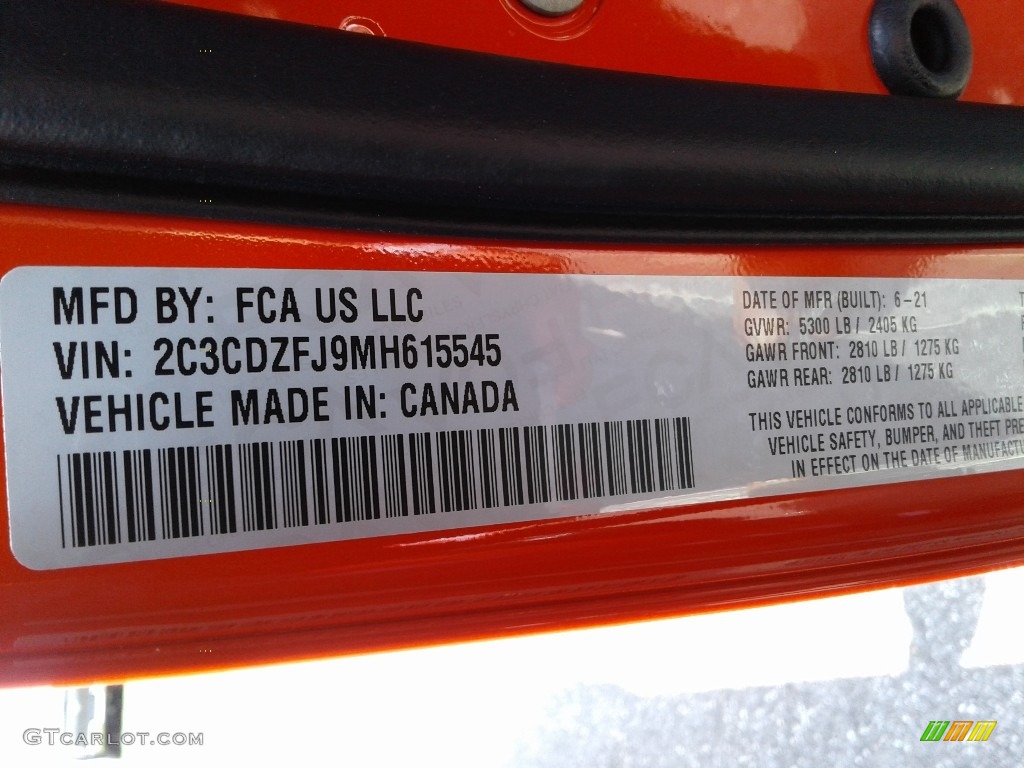 MFD BY: FCA US LLC
VIN: 2C3CDZFJ9MH615545
VEHICLE MADE IN: CANADA
DATE OF MFR (BUILT): 6-21
GVWR: 5300 LB / 2405 KG
GAWR FRONT: 2810 LB / 1275 KG
GAWR REAR: 2810 LB / 1275 KG
THIS VEHICLE CONFORMS TO ALL APPLICABLE
VEHICLE SAFETY, BUMPER, AND THEFT PRE
IN EFFECT ON THE DATE OF MANUFACTU
GTcarlot.com